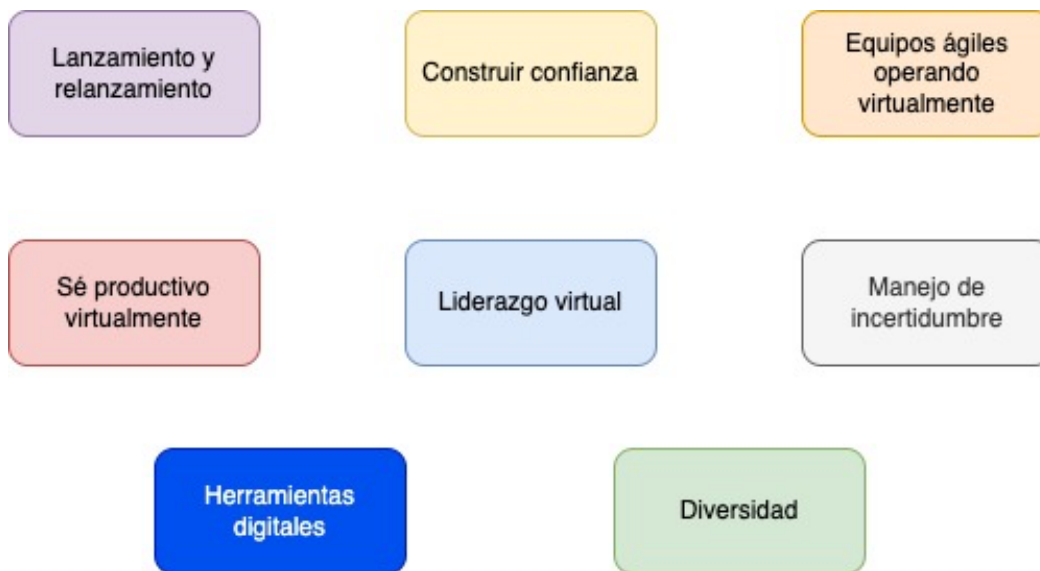 Lanzamiento y
relanzamiento
Construir confianza
Equipos ágiles
operando
virtualmente
Sé productivo
virtualmente
Liderazgo virtual
Manejo de
incertidumbre
Herramientas
digitales
Diversidad